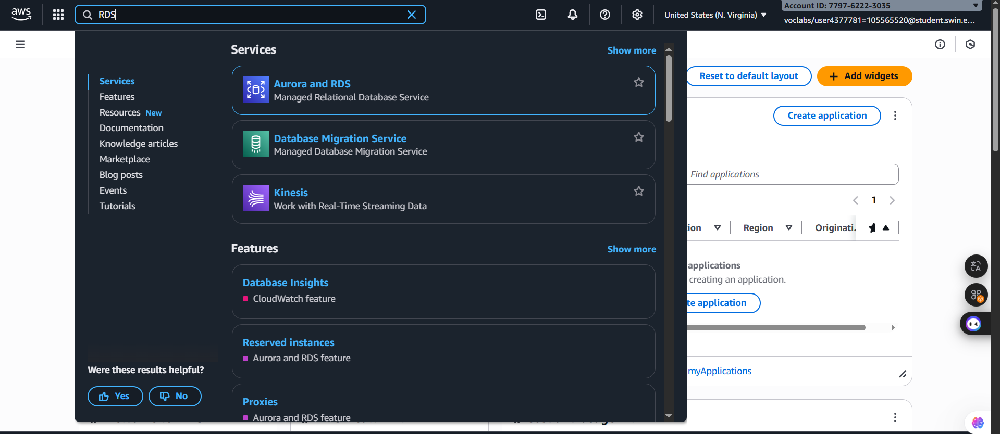 aws
RDS
United States (N. Virginia)
Account ID: 7797-6222-3035
voclabs/user4377781=105565520@student.swin.e...
Services
Features
Resources New
Documentation
Knowledge articles
Marketplace
Blog posts
Events
Tutorials
Were these results helpful?
Yes
No
Services
Show more
Aurora and RDS
Managed Relational Database Service
Database Migration Service
Managed Database Migration Service
Kinesis
Work with Real-Time Streaming Data
Features
Show more
Database Insights
CloudWatch feature
Reserved instances
Aurora and RDS feature
Proxies
Aurora and RDS feature
Reset to default layout
+ Add widgets
Create application
Find applications
1
ion
Region
Originati...
applications
creating an application.
te application
myApplications